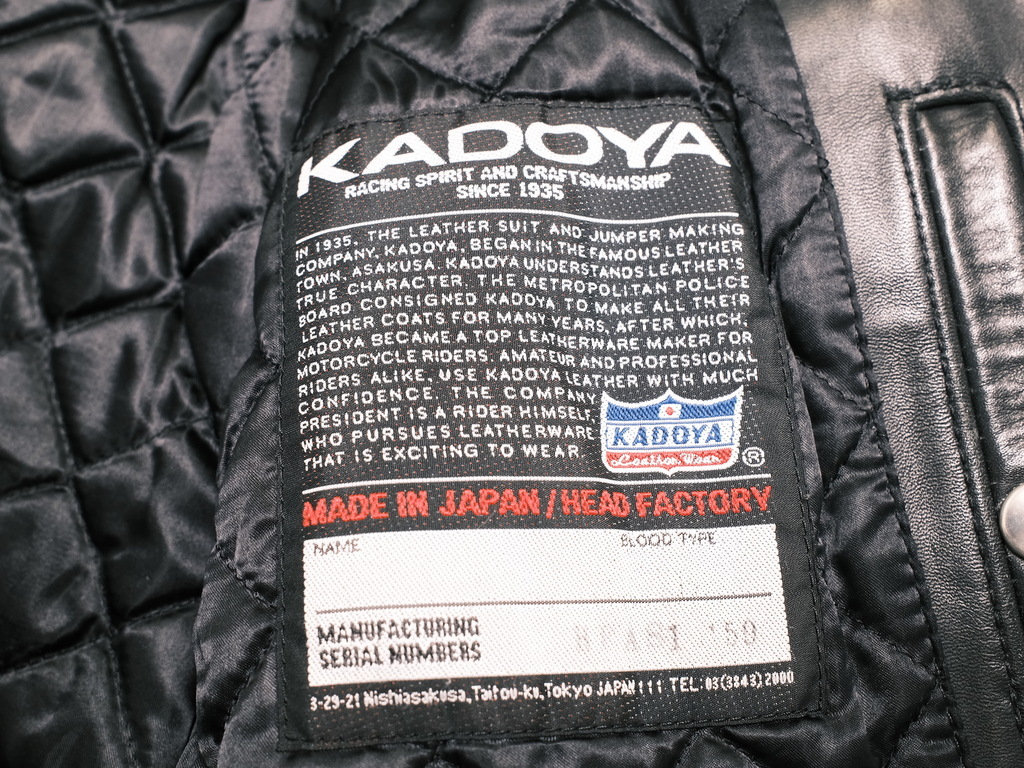 KADOYA
RACING SPIRIT AND CRAFTSMANSHIP
SINCE 1935
IN 1935, THE LEATHER SUIT AND JUMPER MAKING
COMPANY, KADOYA, BEGAN IN THE FAMOUS LEATHER
TOWN, ASAKUSA. KADOYA UNDERSTANDS LEATHER'S
TRUE CHARACTER. THE METROPOLITAN POLICE
BOARD CONSIGNED KADOYA TO MAKE ALL THEIR
LEATHER COATS FOR MANY YEARS, AFTER WHICH,
KADOYA BECAME A TOP LEATHERWARE MAKER FOR
MOTORCYCLE RIDERS. AMATEUR AND PROFESSIONAL
RIDERS ALIKE, USE KADOYA LEATHER WITH MUCH
CONFIDENCE. THE COMPANY
PRESIDENT IS A RIDER HIMSELF,
WHO PURSUES LEATHERWARE
THAT IS EXCITING TO WEAR.
KADOYA
Leather Wear
®
MADE IN JAPAN / HEAD FACTORY
NAME BLOOD TYPE
MANUFACTURING
SERIAL NUMBERS
3-29-21 Nishiasakusa, Taitou-ku, Tokyo JAPAN 111 TEL: 03(3843)2000